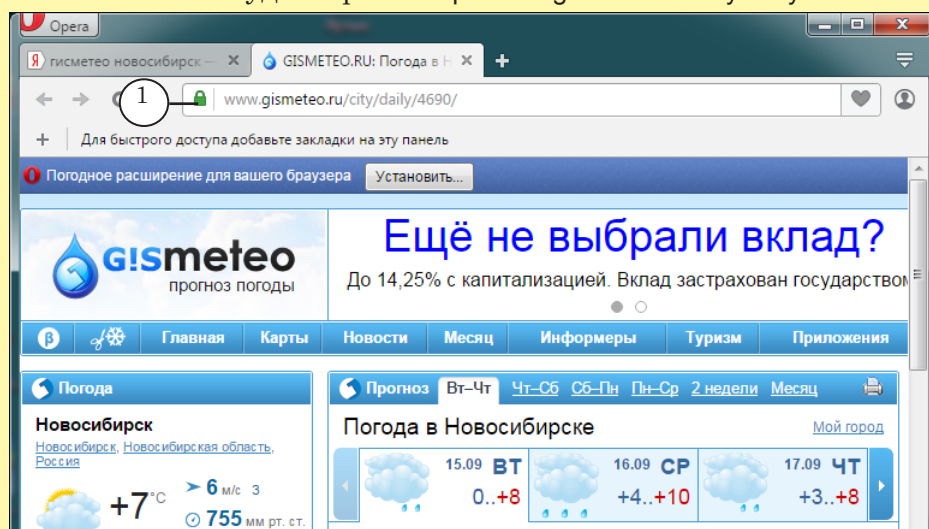 Opera
гисметео новосибирск —
GISMETEO.RU: Погода в Н
1
www.gismeteo.ru/city/daily/4690/
Для быстрого доступа добавьте закладки на эту панель
Погодное расширение для вашего браузера Установить...
GISmeteo
прогноз погоды
Ещё не выбрали вклад?
До 14,25% с капитализацией. Вклад застрахован государством
β Главная Карты Новости Месяц Информеры Туризм Приложения
Погода
Прогноз Вт–Чт Чт–Сб Сб–Пн Пн–Ср 2 недели Месяц
Новосибирск
Новосибирск, Новосибирская область,
Россия
+7°C
6 м/с З
755 мм рт. ст.
Погода в Новосибирске Мой город
15.09 ВТ 16.09 СР 17.09 ЧТ
0..+8 +4..+10 +3..+8